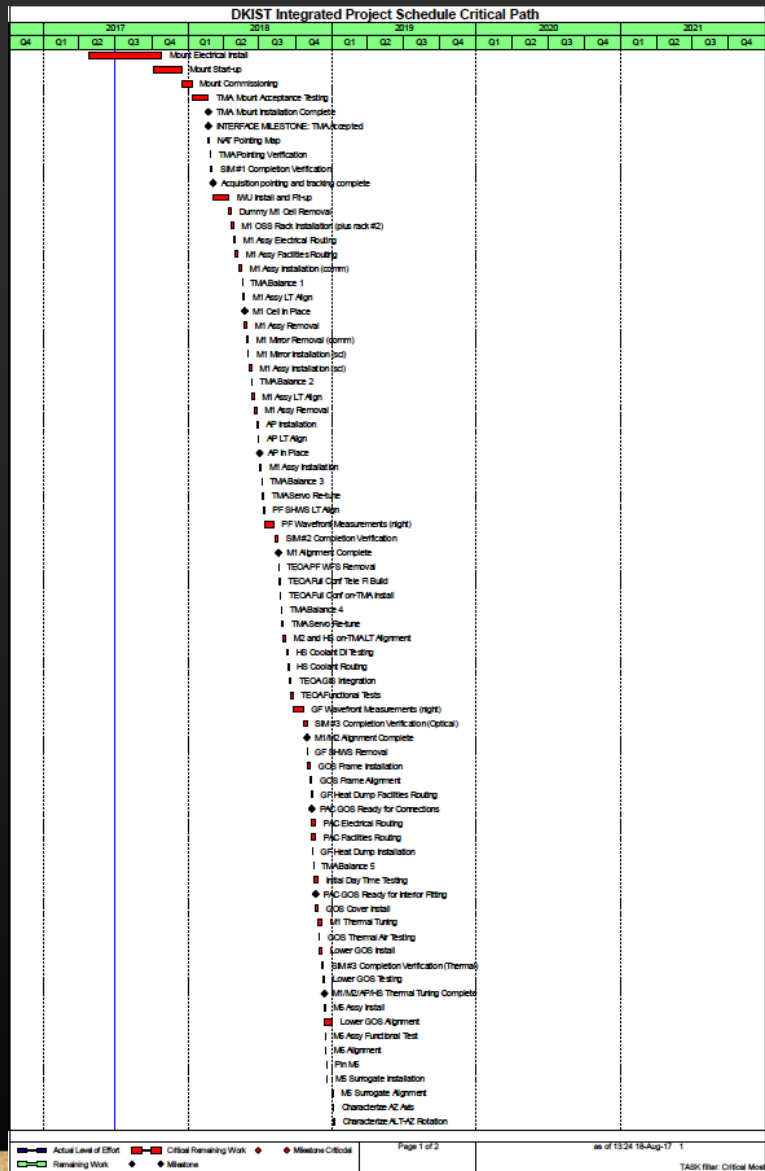 DKIST Integrated Project Schedule Critical Path
2017 2018 2019 2020 2021
Q4 Q1 Q2 Q3 Q4 Q1 Q2 Q3 Q4 Q1 Q2 Q3 Q4 Q1 Q2 Q3 Q4 Q1 Q2 Q3 Q4
Mount Electrical Install
Mount Start-up
Mount Commissioning
TMA Mount Acceptance Testing
TMA Mount Installation Complete
INTERFACE MILESTONE: TMA Accepted
NAT Pointing Map
TMA Pointing Verification
SIM #1 Completion Verification
Acquisition pointing and tracking complete
IWU Install and Fit-up
Dummy M1 Cell Removal
M1 OSS Rack Installation (plus rack #2)
M1 Assy Electrical Routing
M1 Assy Facilities Routing
M1 Assy Installation (comm)
TMA Balance 1
M1 Assy LT Align
M1 Cell In Place
M1 Assy Removal
M1 Mirror Removal (comm)
M1 Mirror Installation (sci)
M1 Assy Installation (sci)
TMA Balance 2
M1 Assy LT Align
M1 Assy Removal
AP Installation
AP LT Align
AP In Place
M1 Assy Installation
TMA Balance 3
TMA Servo Re-tune
PF SHWS LT Align
PF Wavefront Measurements (night)
SIM #2 Completion Verification
M1 Alignment Complete
TEOA PF WFS Removal
TEOA Full Conf Tele Fl Build
TEOA Full Conf on-TMA Install
TMA Balance 4
TMA Servo Re-tune
M2 and HS on-TMA LT Alignment
HS Coolant DI Testing
HS Coolant Routing
TEOA GIS Integration
TEOA Functional Tests
GF Wavefront Measurements (night)
SIM #3 Completion Verification (Optical)
M1/M2 Alignment Complete
GF SHWS Removal
GOS Frame Installation
GOS Frame Alignment
GF Heat Dump Facilities Routing
PAC GOS Ready for Connections
PAC Electrical Routing
PAC Facilities Routing
GF Heat Dump Installation
TMA Balance 5
Initial Day Time Testing
PAC GOS Ready for Interior Fitting
GOS Cover Install
M1 Thermal Tuning
GOS Thermal Air Testing
Lower GOS Install
SIM #3 Completion Verification (Thermal)
Lower GOS Testing
M1/M2/AP/HS Thermal Tuning Complete
M5 Assy Install
Lower GOS Alignment
M5 Assy Functional Test
M6 Alignment
Pin M6
M5 Surrogate Installation
M5 Surrogate Alignment
Characterize AZ Axis
Characterize ALT-AZ Rotation
Actual Level of Effort Critical Remaining Work Milestone Critical Page 1 of 2 as of 13:24 18-Aug-17 1
Remaining Work Milestone
TASK filter: Critical Most